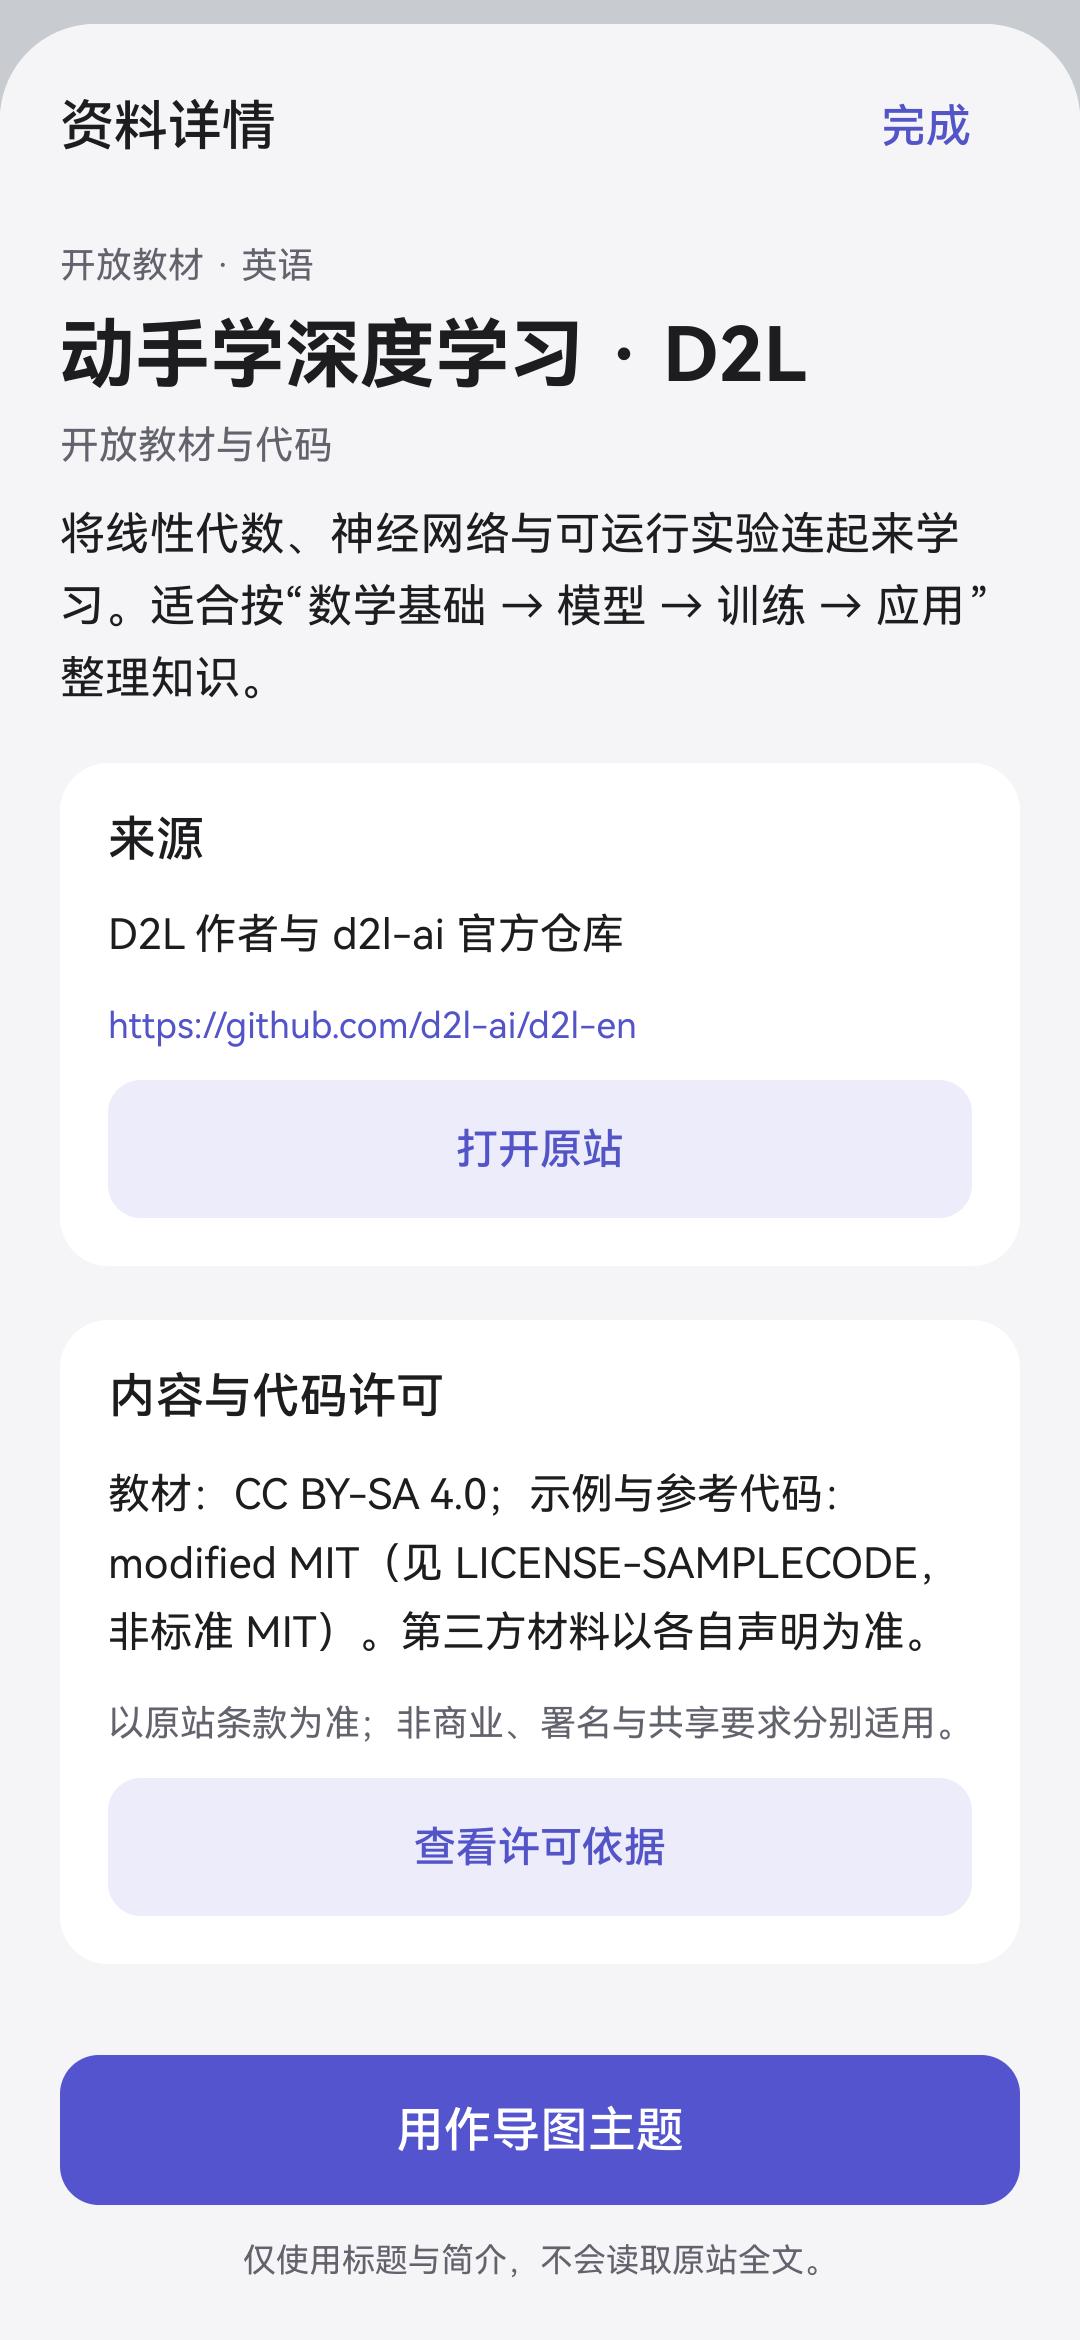 资料详情
完成
开放教材 · 英语
动手学深度学习 · D2L
开放教材与代码
将线性代数、神经网络与可运行实验连起来学
习。适合按“数学基础 → 模型 → 训练 → 应用”
整理知识。
来源
D2L 作者与 d2l-ai 官方仓库
https://github.com/d2l-ai/d2l-en
打开原站
内容与代码许可
教材：CC BY-SA 4.0；示例与参考代码：
modified MIT（见 LICENSE-SAMPLECODE，
非标准 MIT）。第三方材料以各自声明为准。
以原站条款为准；非商业、署名与共享要求分别适用。
查看许可依据
用作导图主题
仅使用标题与简介，不会读取原站全文。